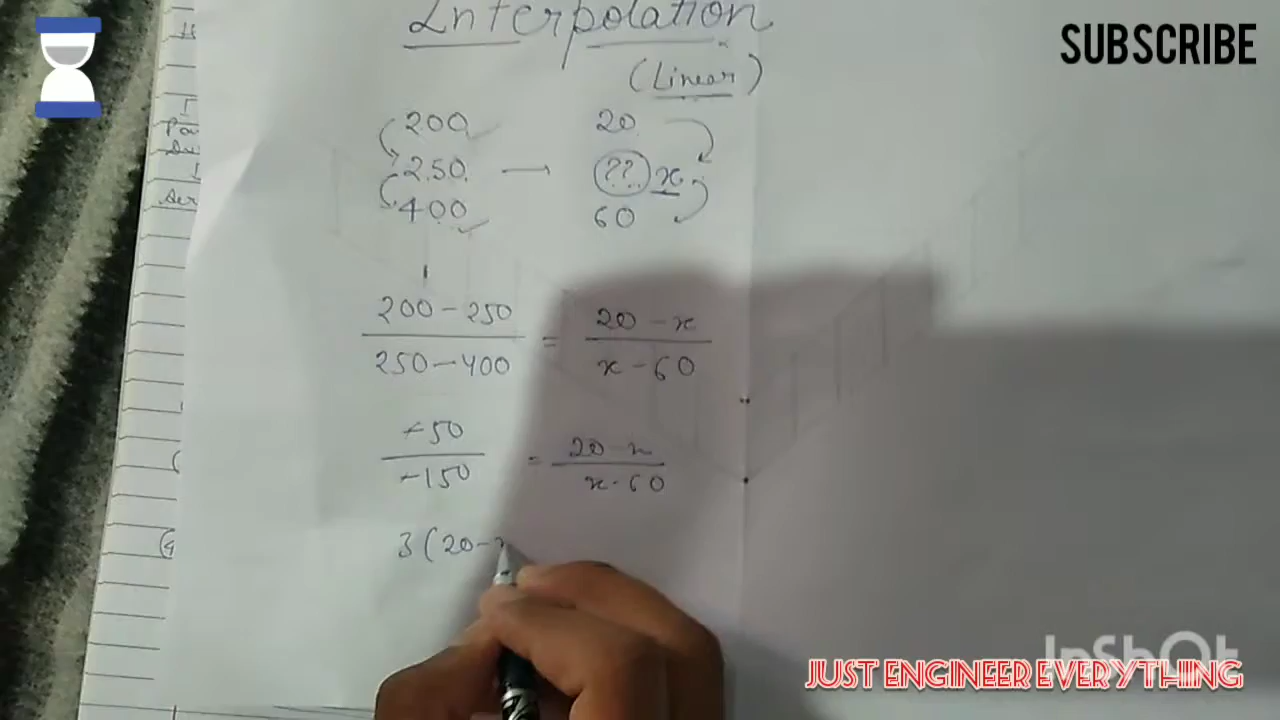 SUBSCRIBE
Interpolation
(Linear)
200 20
250 → ?? x
400 60
200 - 250 / 250 - 400 = 20 - x / x - 60
-50 / -150 = 20 - x / x - 60
3(20-x
InShOt
JUST ENGINEER EVERYTHING